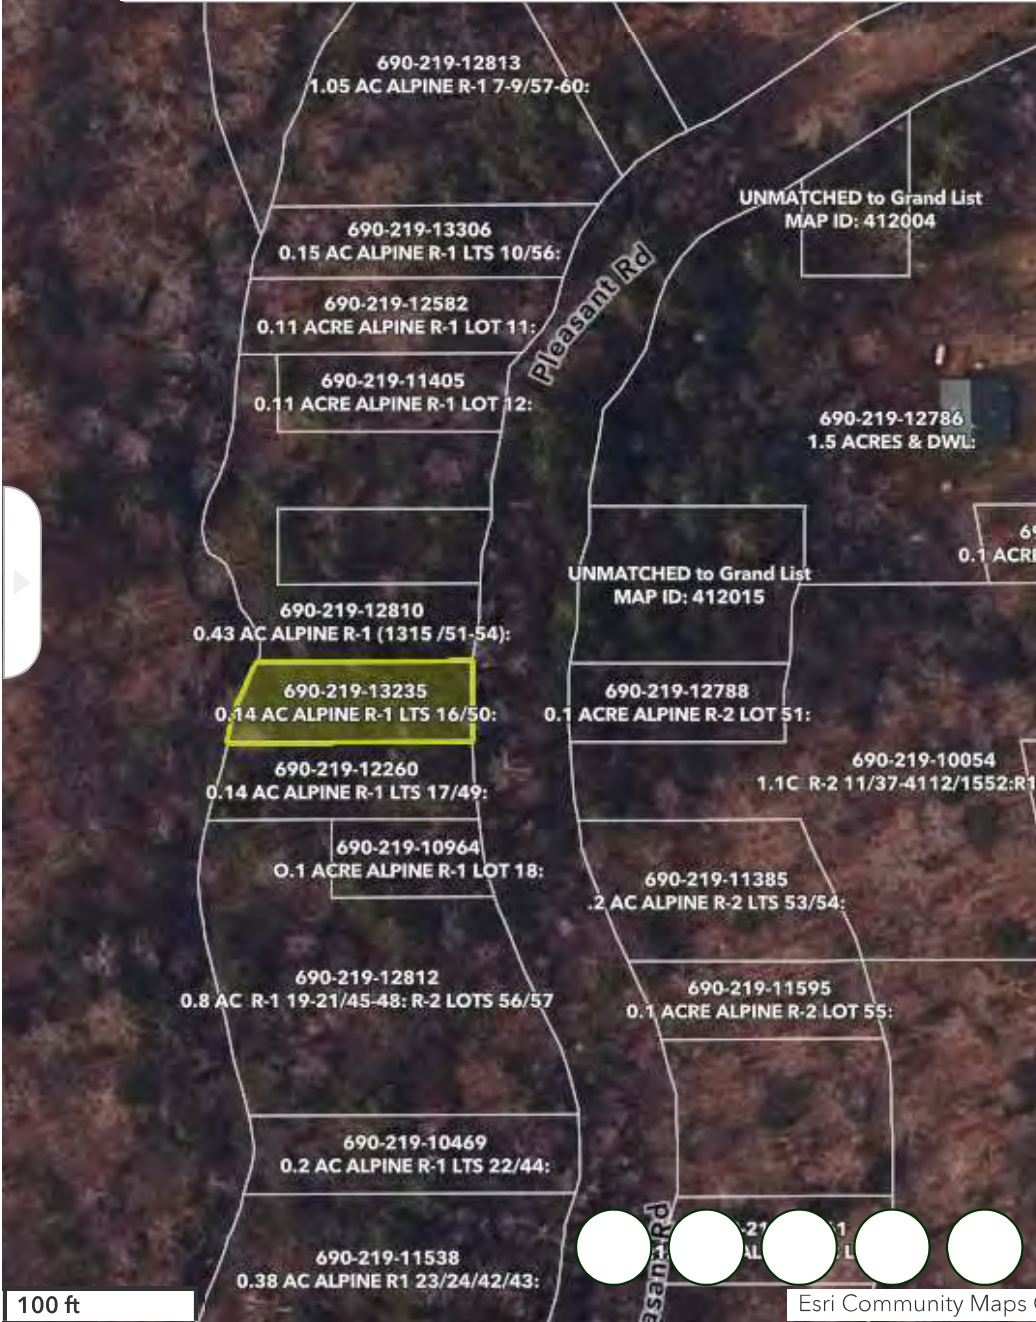 690-219-12813
1.05 AC ALPINE R-1 7-9/57-60:
UNMATCHED to Grand List
MAP ID: 412004
690-219-13306
0.15 AC ALPINE R-1 LTS 10/56:
Pleasant Rd
690-219-12582
0.11 ACRE ALPINE R-1 LOT 11:
690-219-11405
0.11 ACRE ALPINE R-1 LOT 12:
690-219-12786
1.5 ACRES & DWL:
69
0.1 ACRE
UNMATCHED to Grand List
MAP ID: 412015
690-219-12810
0.43 AC ALPINE R-1 (1315 /51-54):
690-219-13235
0.14 AC ALPINE R-1 LTS 16/50:
690-219-12788
0.1 ACRE ALPINE R-2 LOT 51:
690-219-12260
0.14 AC ALPINE R-1 LTS 17/49:
690-219-10054
1.1C R-2 11/37-4112/1552:R1
690-219-10964
O.1 ACRE ALPINE R-1 LOT 18:
690-219-11385
.2 AC ALPINE R-2 LTS 53/54:
690-219-12812
0.8 AC R-1 19-21/45-48: R-2 LOTS 56/57
690-219-11595
0.1 ACRE ALPINE R-2 LOT 55:
690-219-10469
0.2 AC ALPINE R-1 LTS 22/44:
690-219-11538
0.38 AC ALPINE R1 23/24/42/43:
100 ft
Esri Community Maps